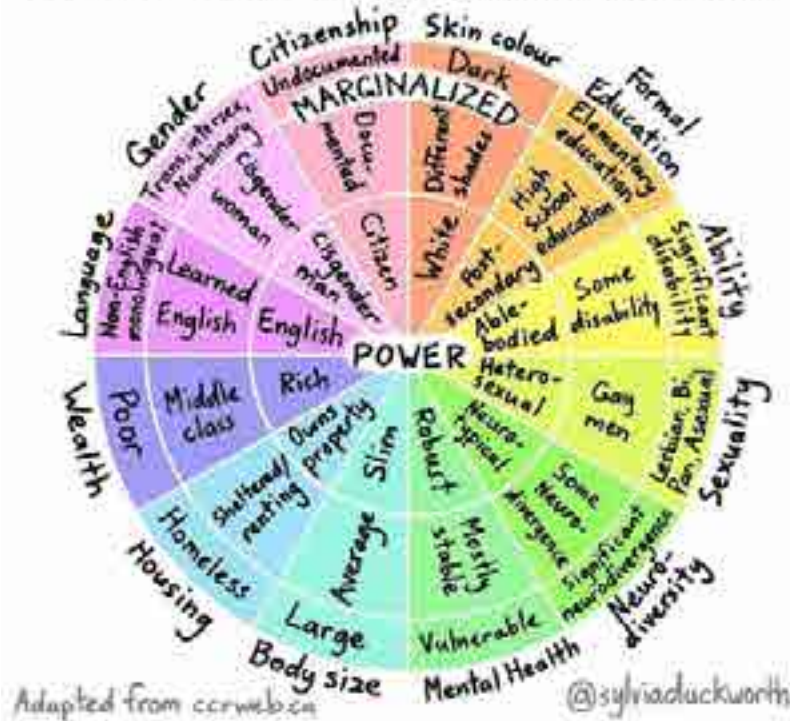 Citizenship
Undocumented
Docu-
mented
Citizen
Skin colour
Dark
Different
shades
White
Formal
Education
Elementary
education
High
school
education
Post-
secondary
Ability
Significant
disability
Some
disability
Able-
bodied
Sexuality
Lesbian, Bi,
Pan, Asexual
Gay
men
Hetero-
sexual
Neuro-
diversity
Significant
neurodivergence
Some
Neuro-
divergence
Neuro-
typical
Mental Health
Vulnerable
Mostly
stable
Robust
Body size
Large
Average
Slim
Housing
Homeless
Sheltered/
renting
Owns
property
Wealth
Poor
Middle
class
Rich
Language
Non-English
monolingual
Learned
English
English
Gender
Trans, intersex,
Nonbinary
cisgender
woman
cisgender
man
MARGINALIZED
POWER
Adapted from ccrweb.ca
@sylviaduckworth